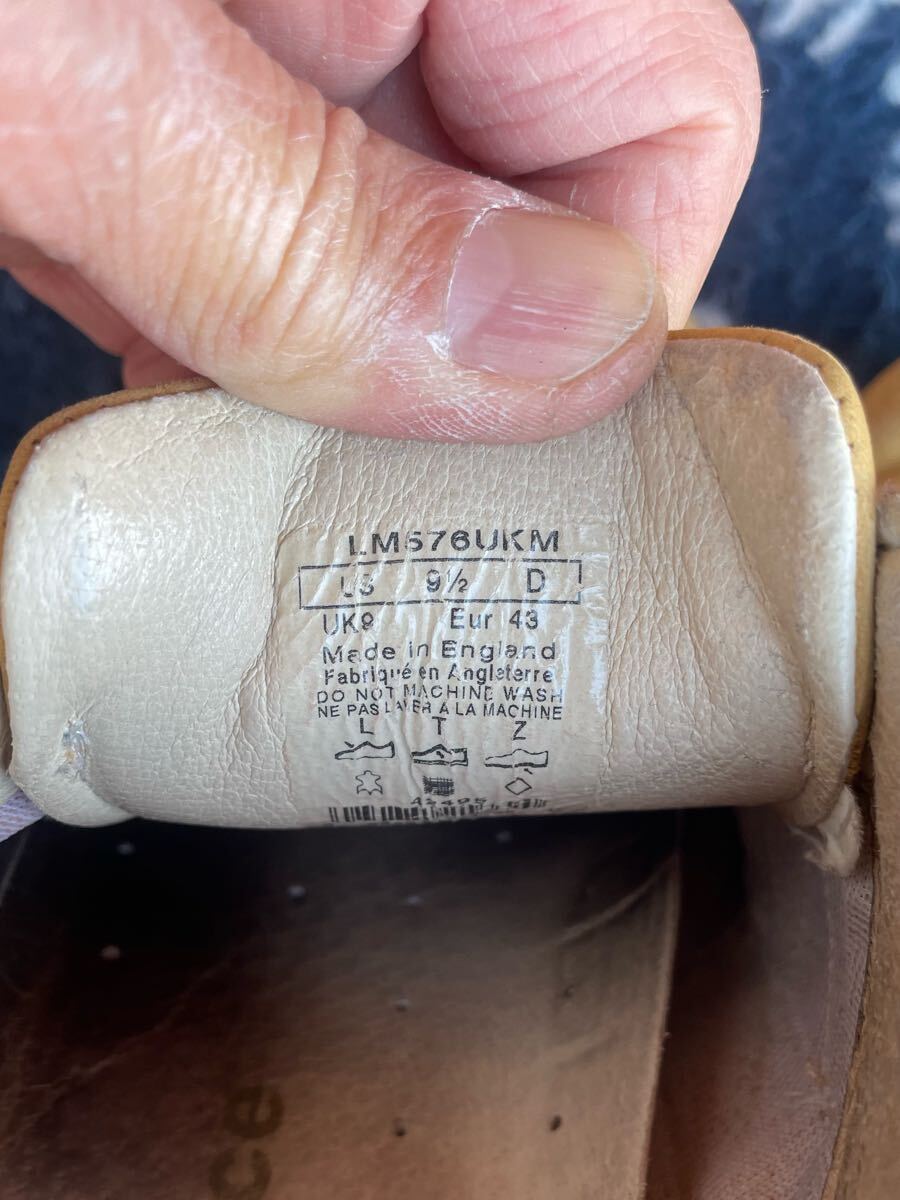 LM576UKM
US 9½ D
UK9 Eur 43
Made in England
Fabriqué en Angleterre
DO NOT MACHINE WASH
NE PAS LAVER A LA MACHINE
L T Z
ce